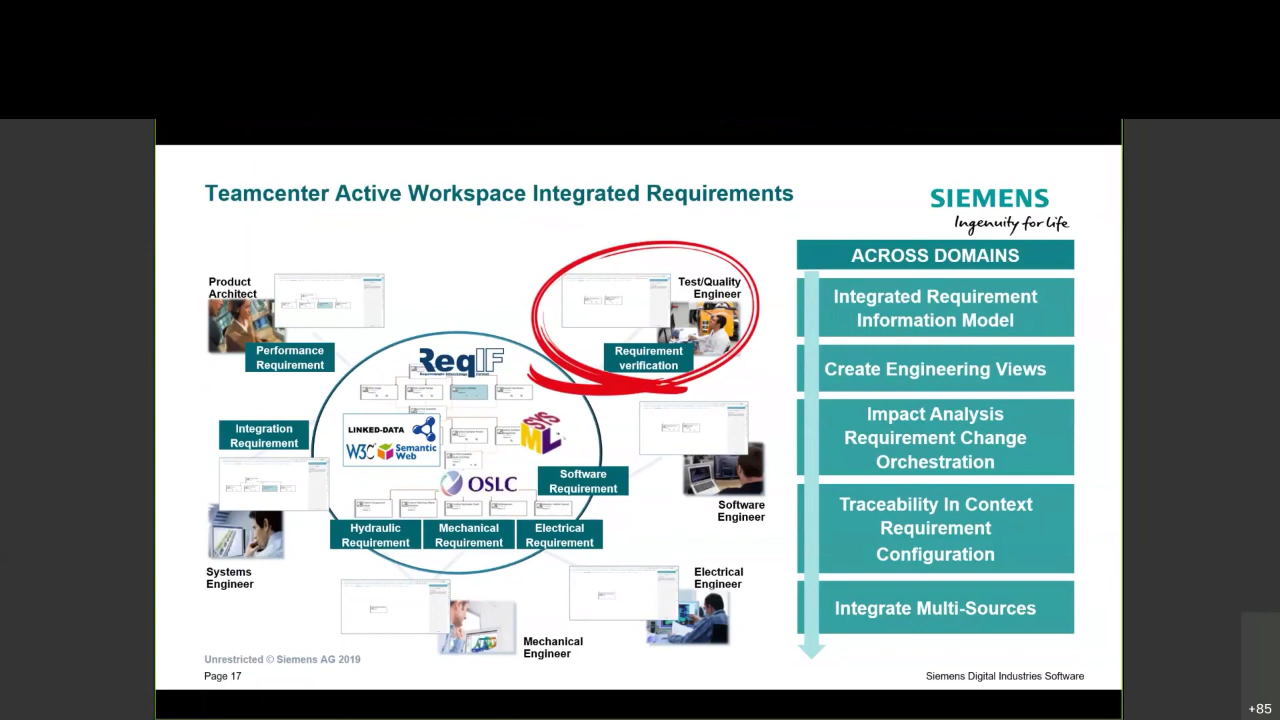 Teamcenter Active Workspace Integrated Requirements
SIEMENS
Ingenuity for life
Product
Architect
Performance
Requirement
Test/Quality
Engineer
Requirement
verification
ReqIF
LINKED-DATA
W3C Semantic
Web
SYS
ML
OSLC
Integration
Requirement
Software
Requirement
Hydraulic
Requirement
Mechanical
Requirement
Electrical
Requirement
Software
Engineer
Systems
Engineer
Electrical
Engineer
Mechanical
Engineer
ACROSS DOMAINS
Integrated Requirement
Information Model
Create Engineering Views
Impact Analysis
Requirement Change
Orchestration
Traceability In Context
Requirement
Configuration
Integrate Multi-Sources
Unrestricted © Siemens AG 2019
Page 17
Siemens Digital Industries Software
+85